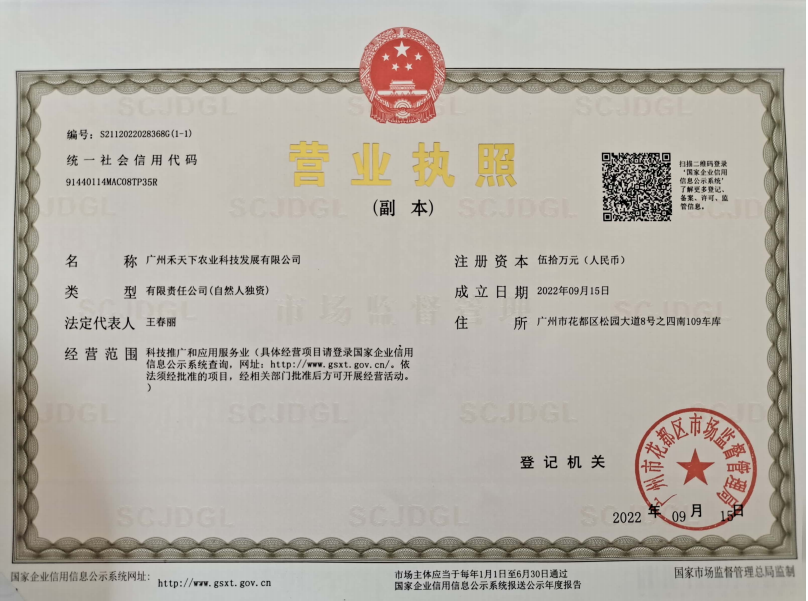 编号：S2112022028368G(1-1)
统一社会信用代码
91440114MAC08TP35R
营业执照
(副 本)
扫描二维码登录
‘国家企业信用
信息公示系统’
了解更多登记、
备案、许可、监
管信息。
名 称 广州禾天下农业科技发展有限公司
类 型 有限责任公司(自然人独资)
法定代表人 王春丽
经营范围 科技推广和应用服务业（具体经营项目请登录国家企业信用
信息公示系统查询，网址：http://www.gsxt.gov.cn/。依
法须经批准的项目，经相关部门批准后方可开展经营活动。
）
注册资本 伍拾万元（人民币）
成立日期 2022年09月15日
住 所 广州市花都区松园大道8号之四南109车库
登记机关
广州市花都区市场监督管理局
2022 年 09 月 15日
国家企业信用信息公示系统网址：http://www.gsxt.gov.cn
市场主体应当于每年1月1日至6月30日通过
国家企业信用信息公示系统报送公示年度报告
国家市场监督管理总局监制
SCJDGL
市场监督管理